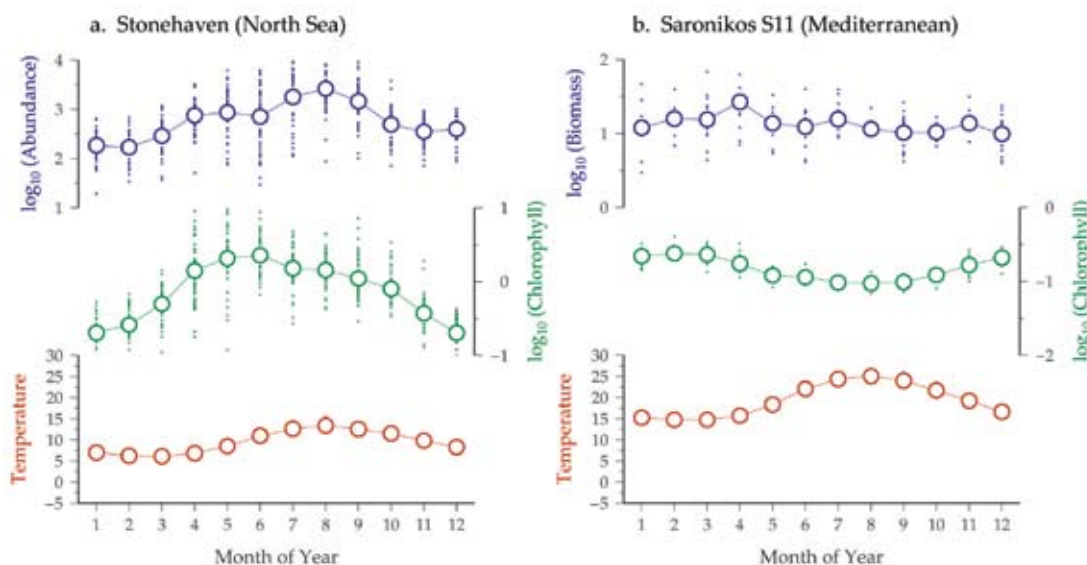 a. Stonehaven (North Sea)
b. Saronikos S11 (Mediterranean)
log10 (Abundance)
4
3
2
1
log10 (Chlorophyll)
1
0
−1
Temperature
30
25
20
15
10
5
0
−5
1 2 3 4 5 6 7 8 9 10 11 12
Month of Year
log10 (Biomass)
2
1
0
log10 (Chlorophyll)
0
−1
−2
Temperature
30
25
20
15
10
5
0
−5
1 2 3 4 5 6 7 8 9 10 11 12
Month of Year